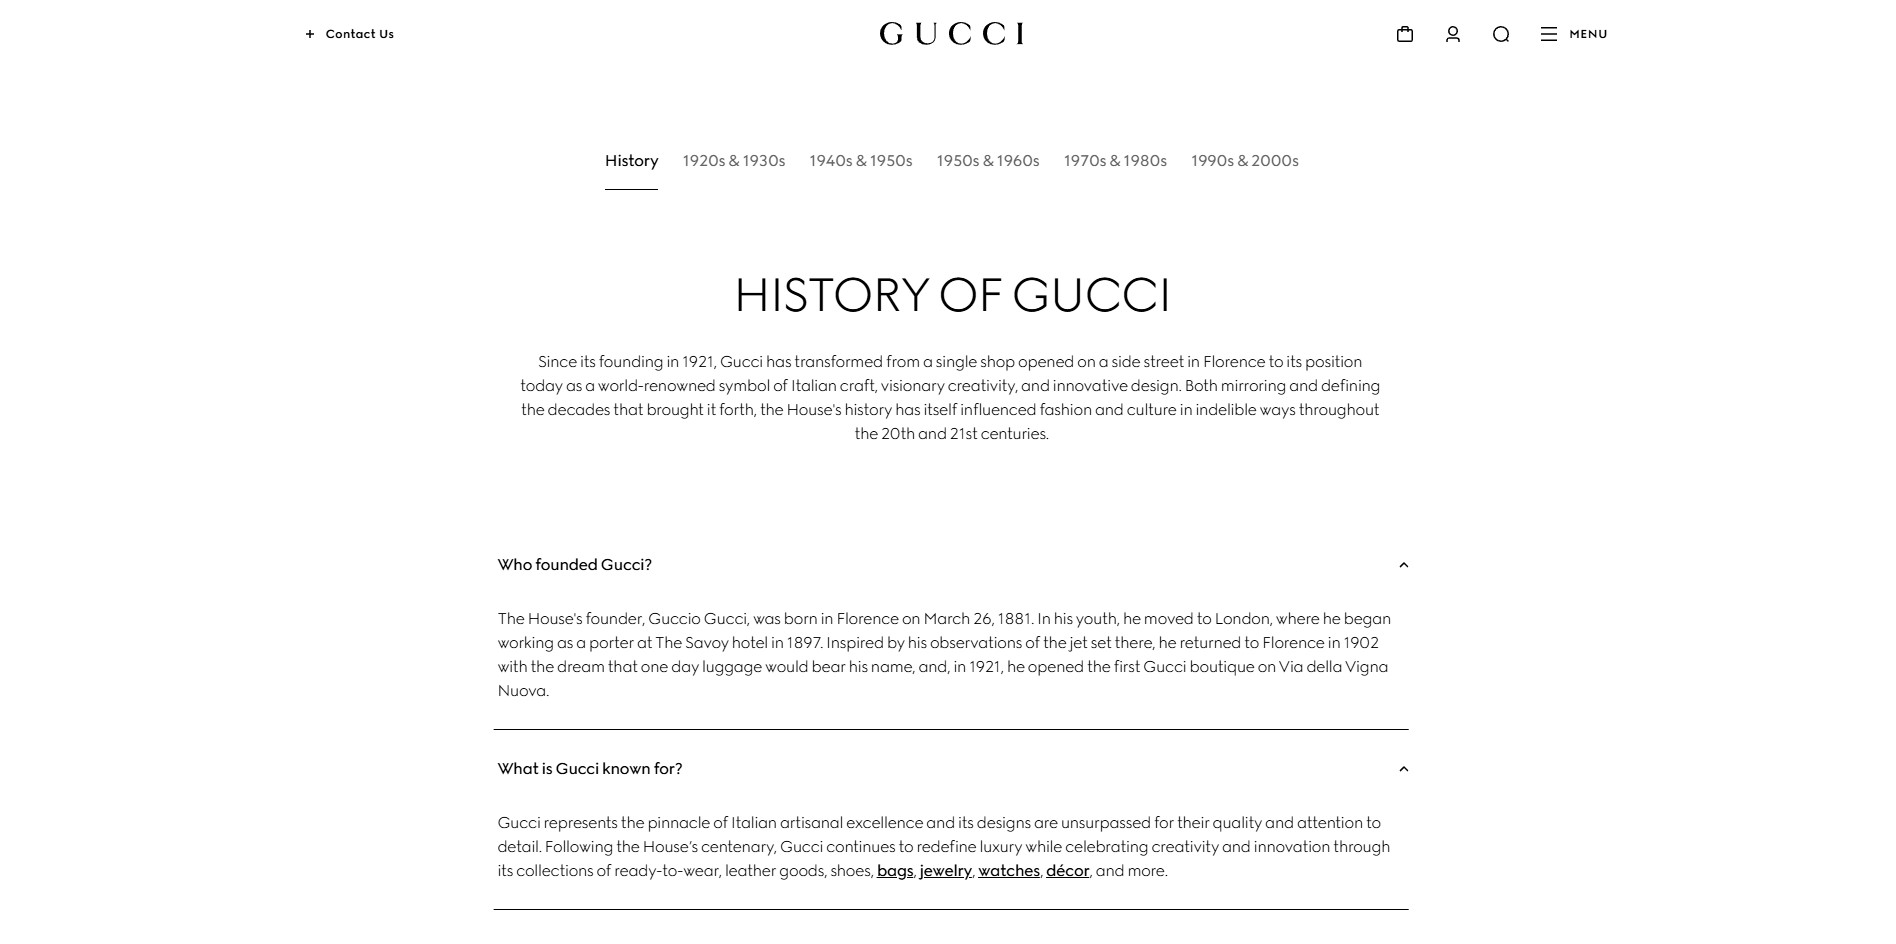 + Contact Us
GUCCI
MENU
History
1920s & 1930s
1940s & 1950s
1950s & 1960s
1970s & 1980s
1990s & 2000s
HISTORY OF GUCCI
Since its founding in 1921, Gucci has transformed from a single shop opened on a side street in Florence to its position
today as a world-renowned symbol of Italian craft, visionary creativity, and innovative design. Both mirroring and defining
the decades that brought it forth, the House's history has itself influenced fashion and culture in indelible ways throughout
the 20th and 21st centuries.
Who founded Gucci?
The House's founder, Guccio Gucci, was born in Florence on March 26, 1881. In his youth, he moved to London, where he began
working as a porter at The Savoy hotel in 1897. Inspired by his observations of the jet set there, he returned to Florence in 1902
with the dream that one day luggage would bear his name, and, in 1921, he opened the first Gucci boutique on Via della Vigna
Nuova.
What is Gucci known for?
Gucci represents the pinnacle of Italian artisanal excellence and its designs are unsurpassed for their quality and attention to
detail. Following the House's centenary, Gucci continues to redefine luxury while celebrating creativity and innovation through
its collections of ready-to-wear, leather goods, shoes, bags, jewelry, watches, décor, and more.